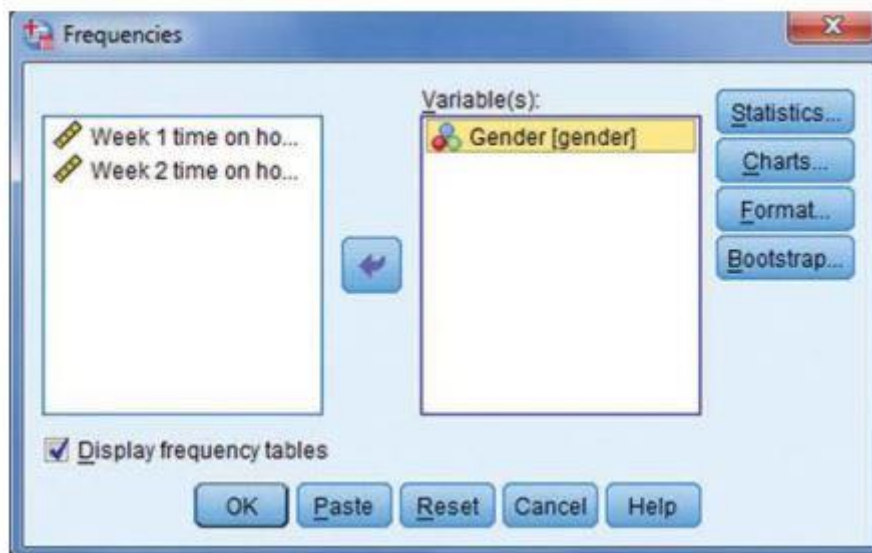 Frequencies
Variable(s):
Week 1 time on ho...
Week 2 time on ho...
Gender [gender]
Statistics...
Charts...
Format...
Bootstrap...
Display frequency tables
OK Paste Reset Cancel Help